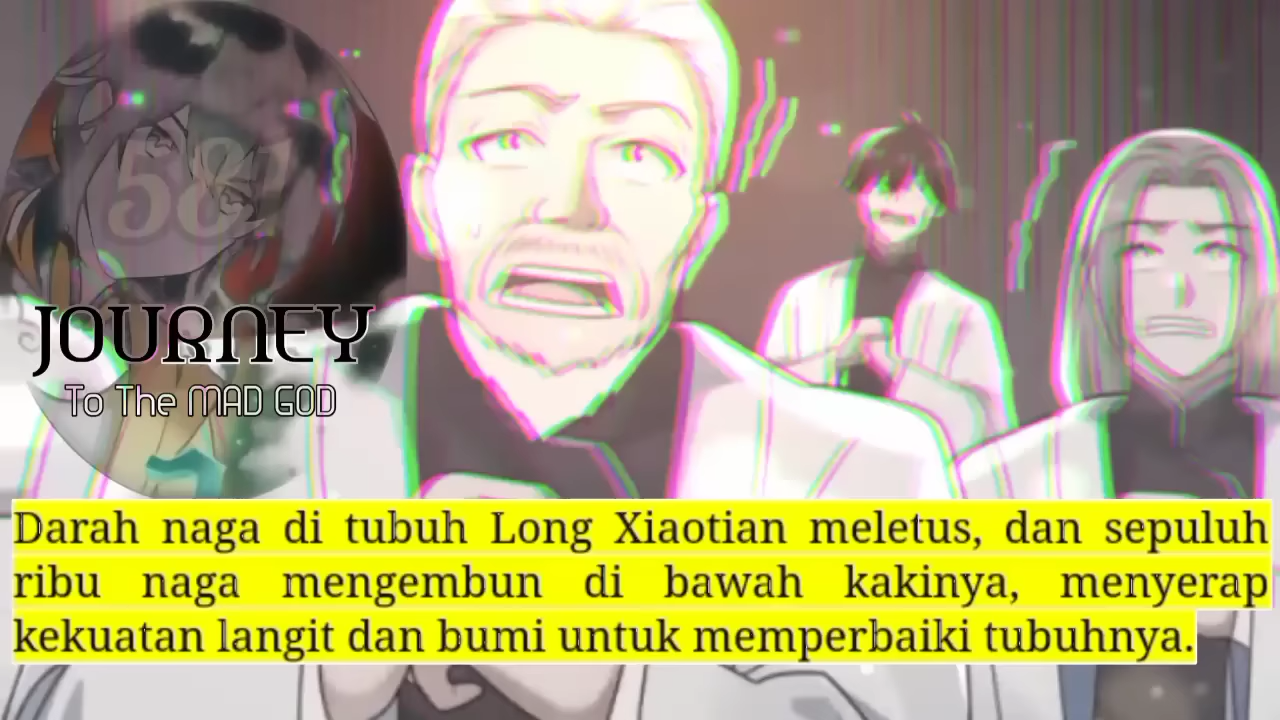 587
JOURNEY
To The MAD GOD
Darah naga di tubuh Long Xiaotian meletus, dan sepuluh
ribu naga mengembun di bawah kakinya, menyerap
kekuatan langit dan bumi untuk memperbaiki tubuhnya.